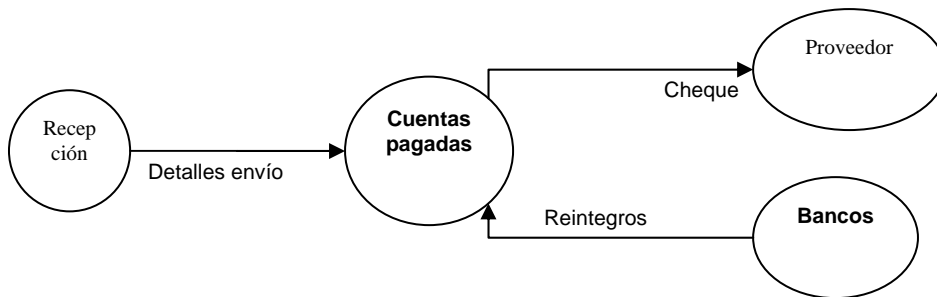 Proveedor
Cheque
Cuentas
pagadas
Recep
ción
Detalles envío
Reintegros
Bancos